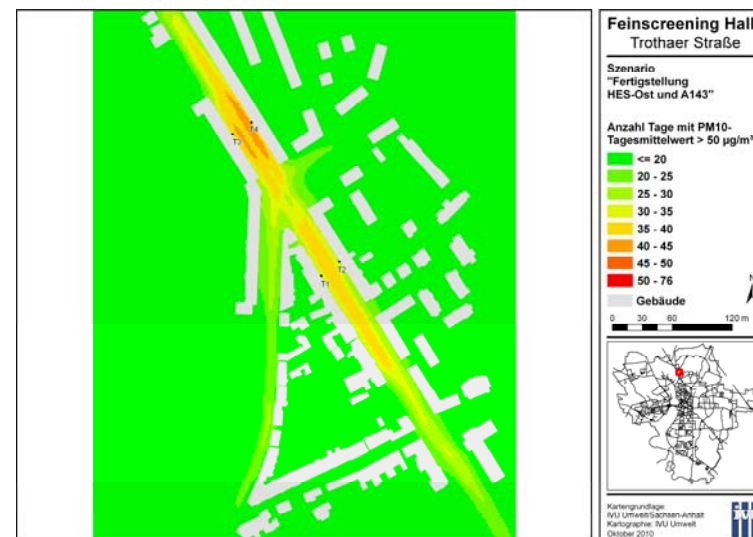 T4
T3
T2
T1
Feinscreening Hall
Trothaer Straße
Szenario
"Fertigstellung
HES-Ost und A143"
Anzahl Tage mit PM10-
Tagesmittelwert > 50 µg/m³
<= 20
20 - 25
25 - 30
30 - 35
35 - 40
40 - 45
45 - 50
50 - 76
Gebäude
N
0 30 60 120 m
Kartengrundlage:
IVU Umwelt/Sachsen-Anhalt
Kartographie: IVU Umwelt
Oktober 2010